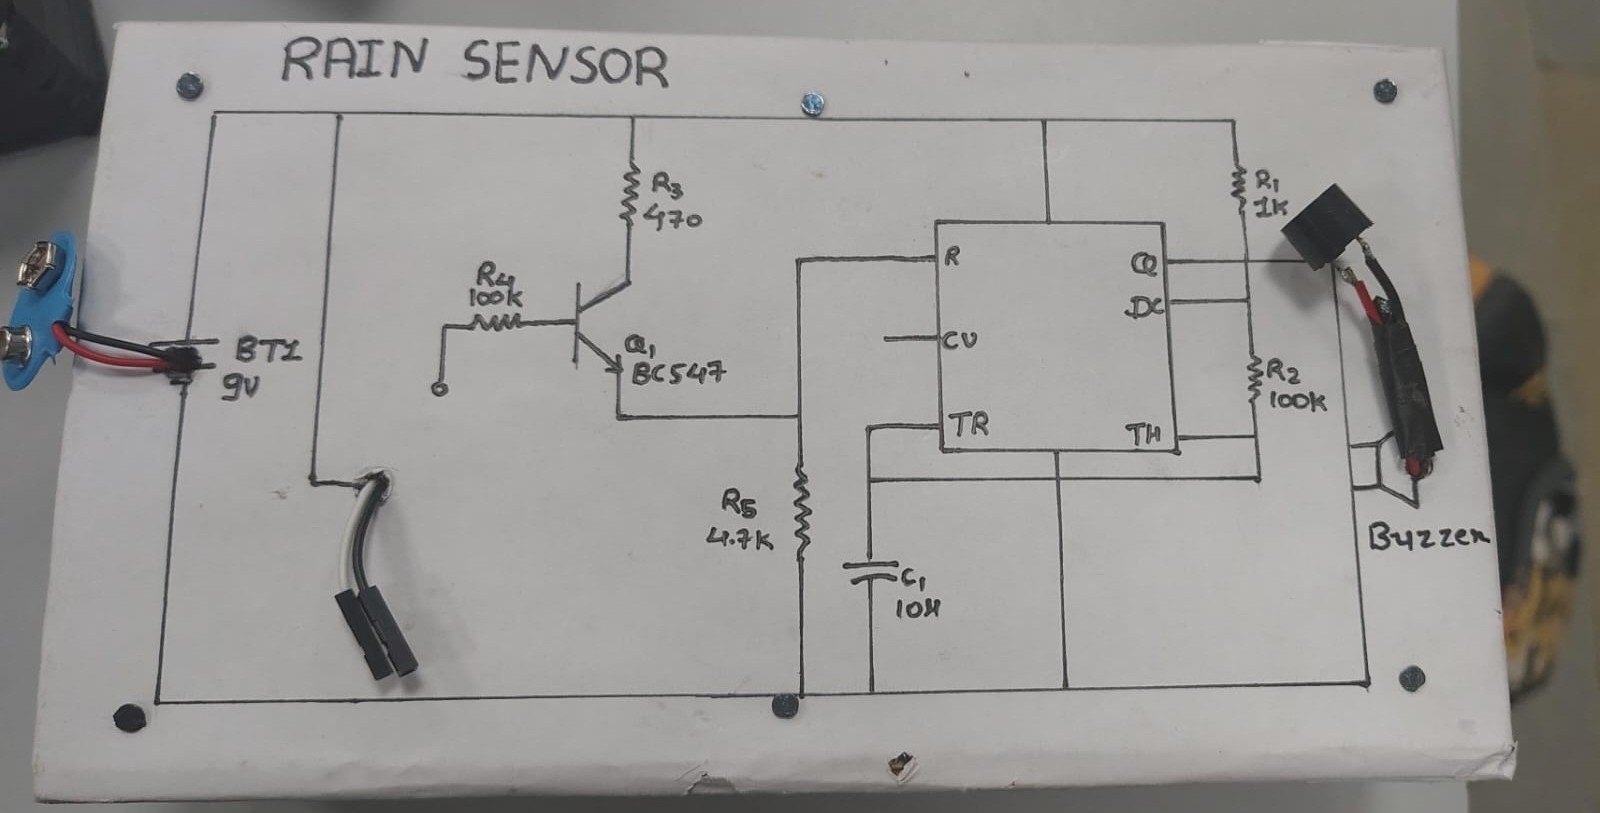 RAIN SENSOR
R3
470
R1
1K
R4
100K
R
Q
DC
Q1
BC547
CV
BT1
9V
R2
100K
TR
TH
R5
4.7K
Buzzer
C1
10M